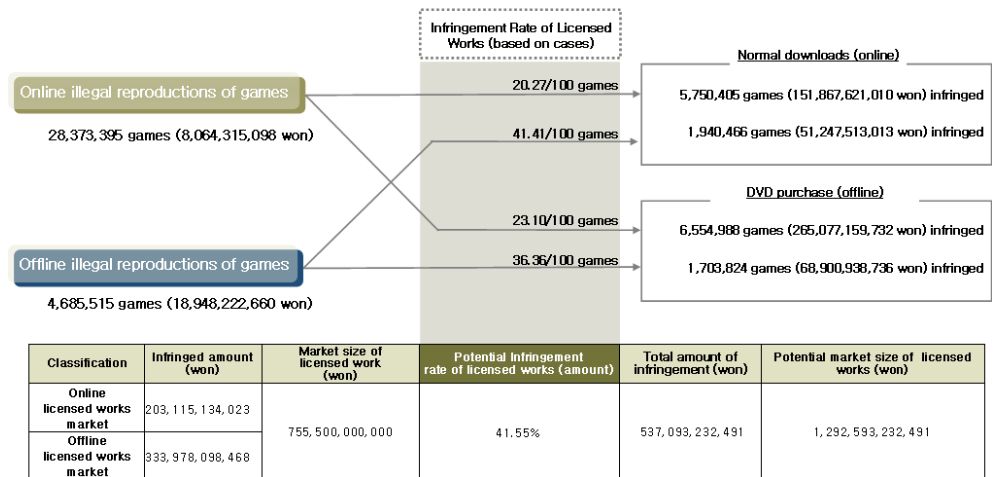 Infringement Rate of Licensed
Works (based on cases)
Normal downloads (online)
Online illegal reproductions of games
20.27/100 games
5,750,405 games (151,867,621,010 won) infringed
28,373,395 games (8,064,315,098 won)
41.41/100 games
1,940,466 games (51,247,513,013 won) infringed
DVD purchase (offline)
23.10/100 games
6,554,988 games (265,077,159,732 won) infringed
Offline illegal reproductions of games
36.36/100 games
1,703,824 games (68,900,938,736 won) infringed
4,685,515 games (18,948,222,660 won)
Classification
Infringed amount
(won)
Market size of
licensed work
(won)
Potential Infringement
rate of licensed works (amount)
Total amount of
infringement (won)
Potential market size of licensed
works (won)
Online
licensed works
market
203,115,134,023
755,500,000,000
41.55%
537,093,232,491
1,292,593,232,491
Offline
licensed works
market
333,978,098,468